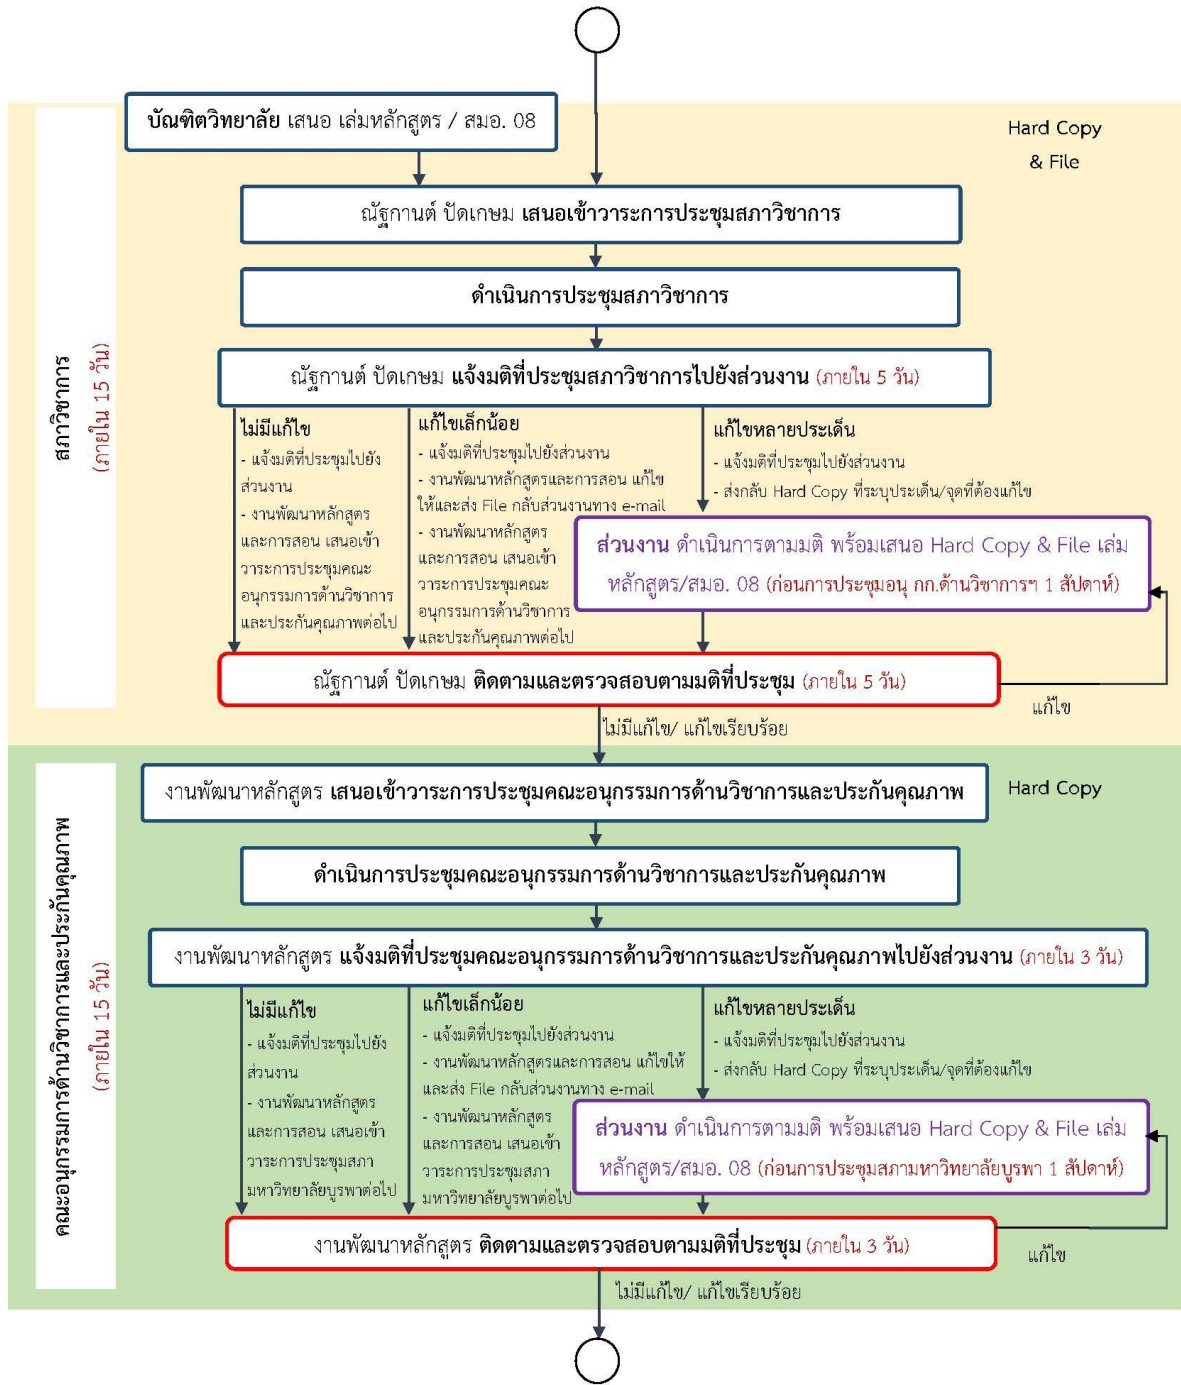 บัณฑิตวิทยาลัย เสนอ เล่มหลักสูตร / สมอ. 08
Hard Copy
& File
ณัฐกานต์ ปัดเกษม เสนอเข้าวาระการประชุมสภาวิชาการ
ดำเนินการประชุมสภาวิชาการ
สภาวิชาการ
(ภายใน 15 วัน)
ณัฐกานต์ ปัดเกษม แจ้งมติที่ประชุมสภาวิชาการไปยังส่วนงาน (ภายใน 5 วัน)
ไม่มีแก้ไข
- แจ้งมติที่ประชุมไปยัง
ส่วนงาน
- งานพัฒนาหลักสูตร
และการสอน เสนอเข้า
วาระการประชุมคณะ
อนุกรรมการด้านวิชาการ
และประกันคุณภาพต่อไป
แก้ไขเล็กน้อย
- แจ้งมติที่ประชุมไปยังส่วนงาน
- งานพัฒนาหลักสูตรและการสอน แก้ไข
ให้และส่ง File กลับส่วนงานทาง e-mail
- งานพัฒนาหลักสูตร
และการสอน เสนอเข้า
วาระการประชุมคณะ
อนุกรรมการด้านวิชาการ
และประกันคุณภาพต่อไป
แก้ไขหลายประเด็น
- แจ้งมติที่ประชุมไปยังส่วนงาน
- ส่งกลับ Hard Copy ที่ระบุประเด็น/จุดที่ต้องแก้ไข
ส่วนงาน ดำเนินการตามมติ พร้อมเสนอ Hard Copy & File เล่ม
หลักสูตร/สมอ. 08 (ก่อนการประชุมอนุ กก.ด้านวิชาการฯ 1 สัปดาห์)
ณัฐกานต์ ปัดเกษม ติดตามและตรวจสอบตามมติที่ประชุม (ภายใน 5 วัน)
แก้ไข
ไม่มีแก้ไข/ แก้ไขเรียบร้อย
งานพัฒนาหลักสูตร เสนอเข้าวาระการประชุมคณะอนุกรรมการด้านวิชาการและประกันคุณภาพ
Hard Copy
ดำเนินการประชุมคณะอนุกรรมการด้านวิชาการและประกันคุณภาพ
คณะอนุกรรมการด้านวิชาการและประกันคุณภาพ
(ภายใน 15 วัน)
งานพัฒนาหลักสูตร แจ้งมติที่ประชุมคณะอนุกรรมการด้านวิชาการและประกันคุณภาพไปยังส่วนงาน (ภายใน 3 วัน)
ไม่มีแก้ไข
- แจ้งมติที่ประชุมไปยัง
ส่วนงาน
- งานพัฒนาหลักสูตร
และการสอน เสนอเข้า
วาระการประชุมสภา
มหาวิทยาลัยบูรพาต่อไป
แก้ไขเล็กน้อย
- แจ้งมติที่ประชุมไปยังส่วนงาน
- งานพัฒนาหลักสูตรและการสอน แก้ไขให้
และส่ง File กลับส่วนงานทาง e-mail
- งานพัฒนาหลักสูตร
และการสอน เสนอเข้า
วาระการประชุมสภา
มหาวิทยาลัยบูรพาต่อไป
แก้ไขหลายประเด็น
- แจ้งมติที่ประชุมไปยังส่วนงาน
- ส่งกลับ Hard Copy ที่ระบุประเด็น/จุดที่ต้องแก้ไข
ส่วนงาน ดำเนินการตามมติ พร้อมเสนอ Hard Copy & File เล่ม
หลักสูตร/สมอ. 08 (ก่อนการประชุมสภามหาวิทยาลัยบูรพา 1 สัปดาห์)
งานพัฒนาหลักสูตร ติดตามและตรวจสอบตามมติที่ประชุม (ภายใน 3 วัน)
แก้ไข
ไม่มีแก้ไข/ แก้ไขเรียบร้อย